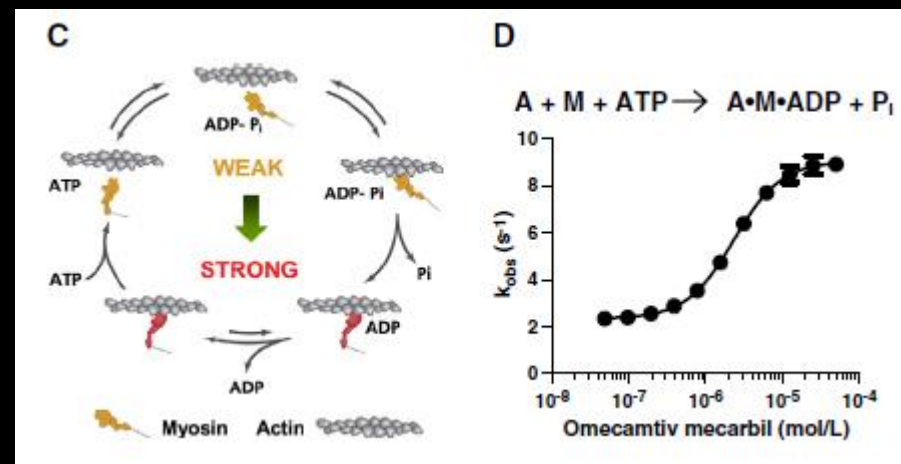 C
ADP- Pi
WEAK
ATP
ADP- Pi
STRONG
Pi
ATP
ADP
ADP
Myosin
Actin
D
A + M + ATP → A•M•ADP + Pi
10
8
6
4
2
0
kobs (s-1)
10-8
10-7
10-6
10-5
10-4
Omecamtiv mecarbil (mol/L)